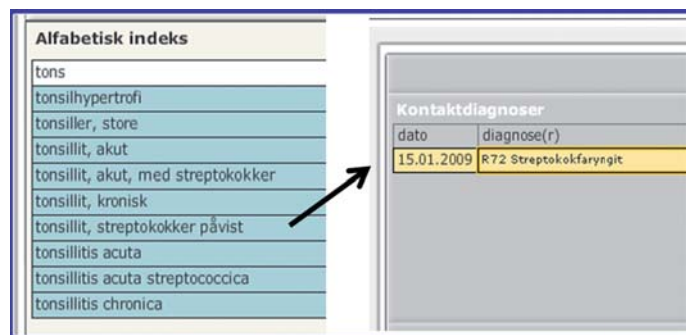 Alfabetisk indeks
tons
tonsilhypertrofi
tonsiller, store
tonsillit, akut
tonsillit, akut, med streptokokker
tonsillit, kronisk
tonsillit, streptokokker påvist
tonsillitis acuta
tonsillitis acuta streptococcica
tonsillitis chronica
Kontaktdiagnoser
dato diagnose(r)
15.01.2009 R72 Streptokokfaryngit